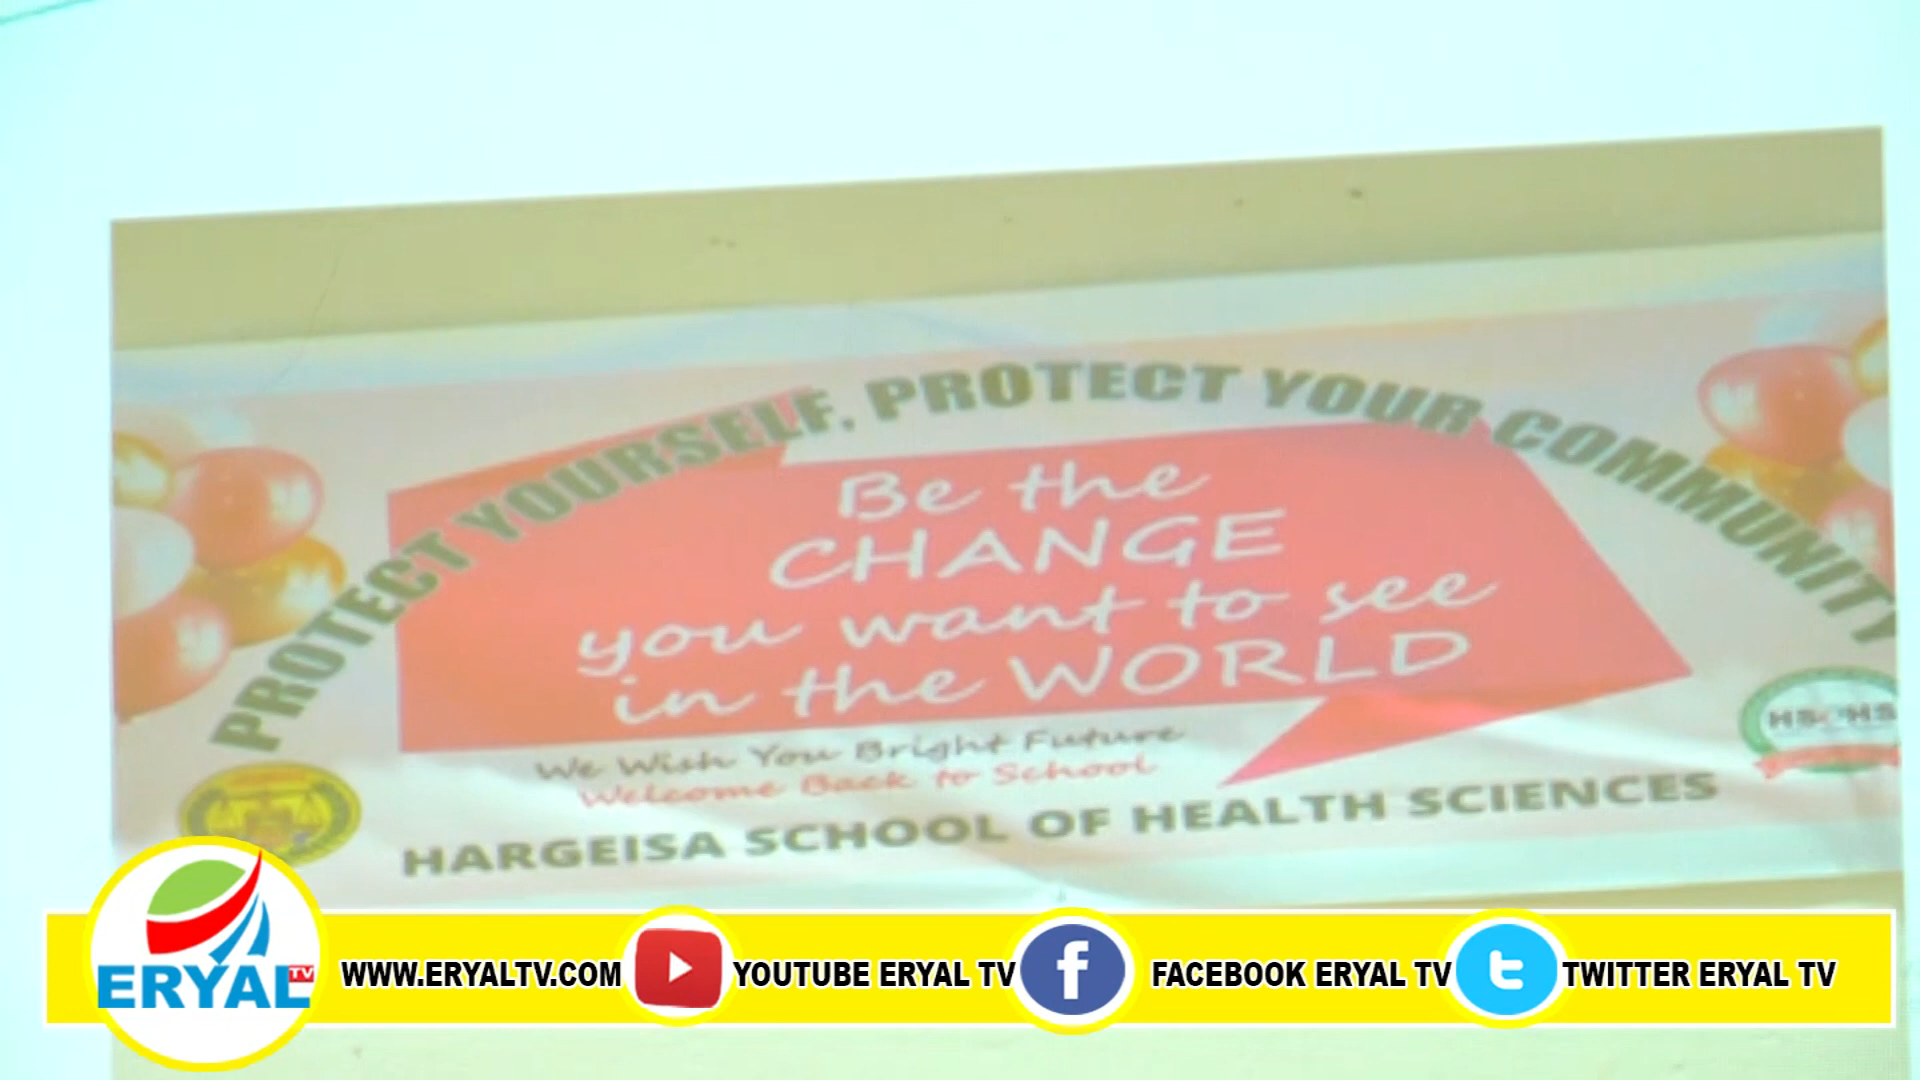 PROTECT YOURSELF, PROTECT YOUR COMMUNITY
Be the
CHANGE
you want to see
in the WORLD
We Wish You Bright Future
Welcome Back to School
HARGEISA SCHOOL OF HEALTH SCIENCES
ERYAL TV
WWW.ERYALTV.COM
YOUTUBE ERYAL TV
FACEBOOK ERYAL TV
TWITTER ERYAL TV